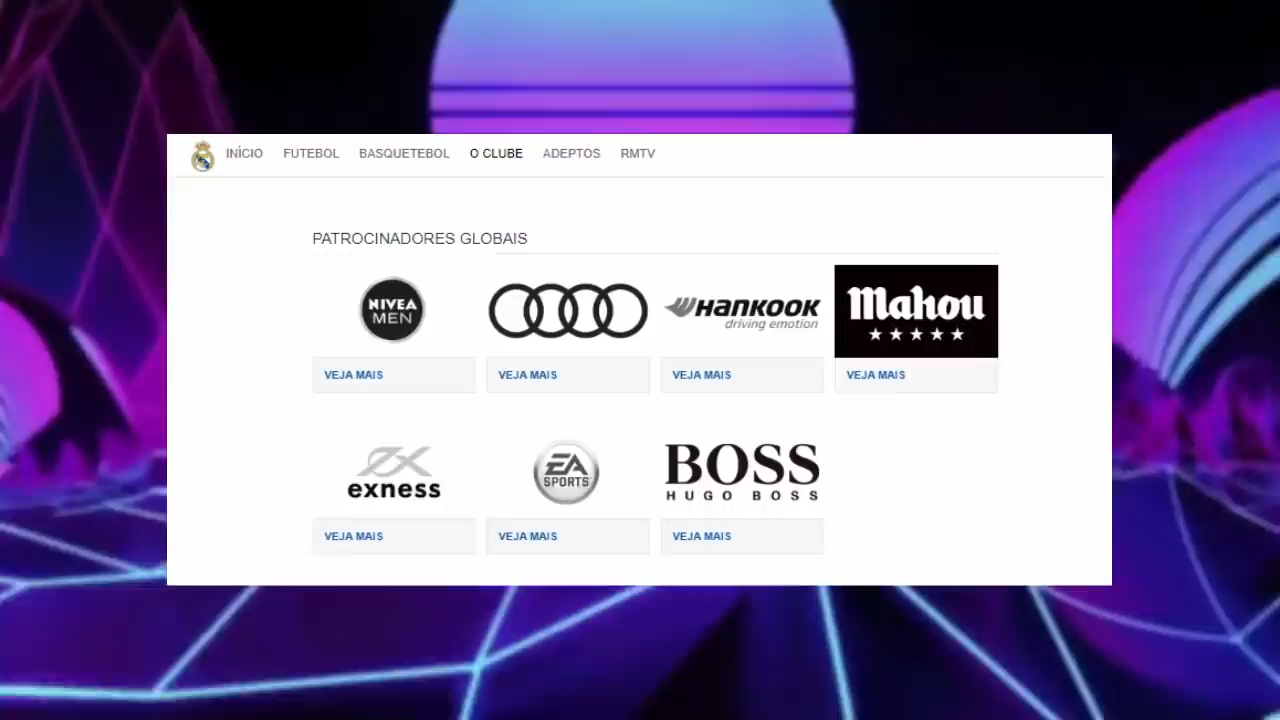 INÍCIO FUTEBOL BASQUETEBOL O CLUBE ADEPTOS RMTV
PATROCINADORES GLOBAIS
NIVEA
MEN
HANKOOK
driving emotion
Mahou
VEJA MAIS VEJA MAIS VEJA MAIS VEJA MAIS
exness
EA
SPORTS
BOSS
HUGO BOSS
VEJA MAIS VEJA MAIS VEJA MAIS